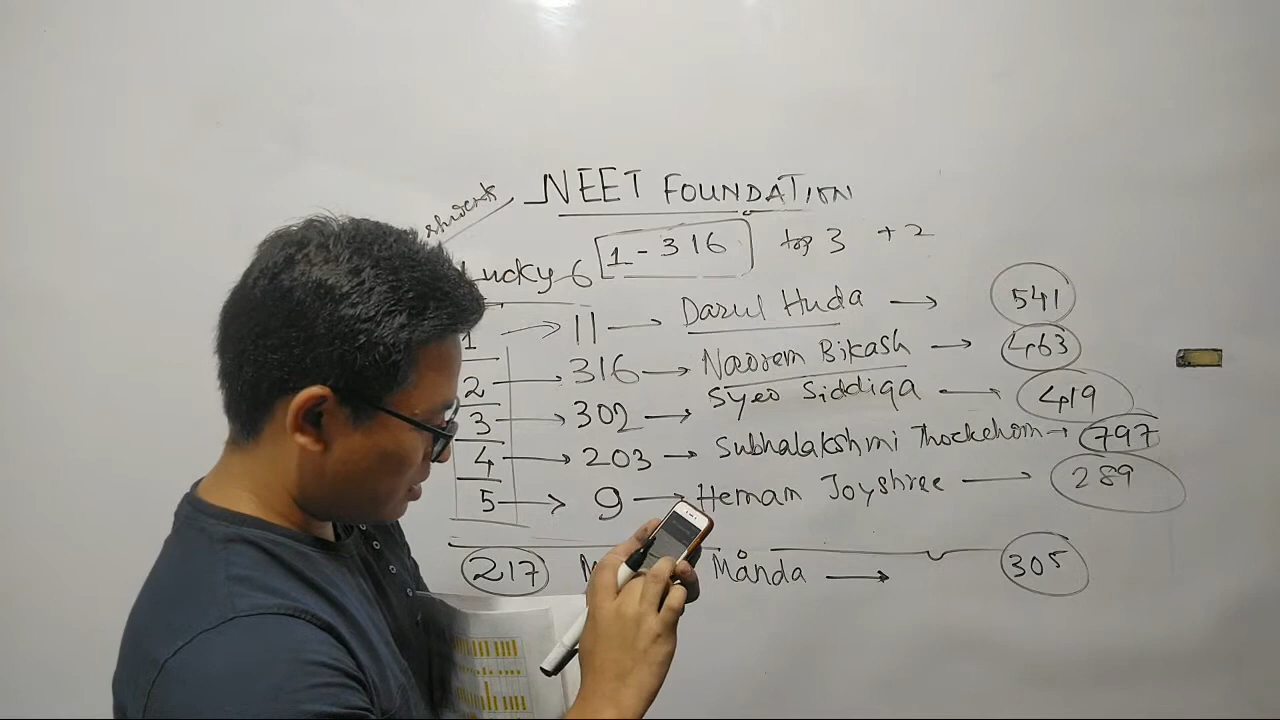 students NEET FOUNDATION
Lucky 6 1 - 316 top 3 + 2
1 → 11 → Darul Huda → 541
2 → 316 → Naorem Bikash → 463
3 → 302 → Syed Siddiqa → 419
4 → 203 → Subhalakshmi Thockchom → 797
5 → 9 → Hemam Joyshree → 289
217 Manda → 305